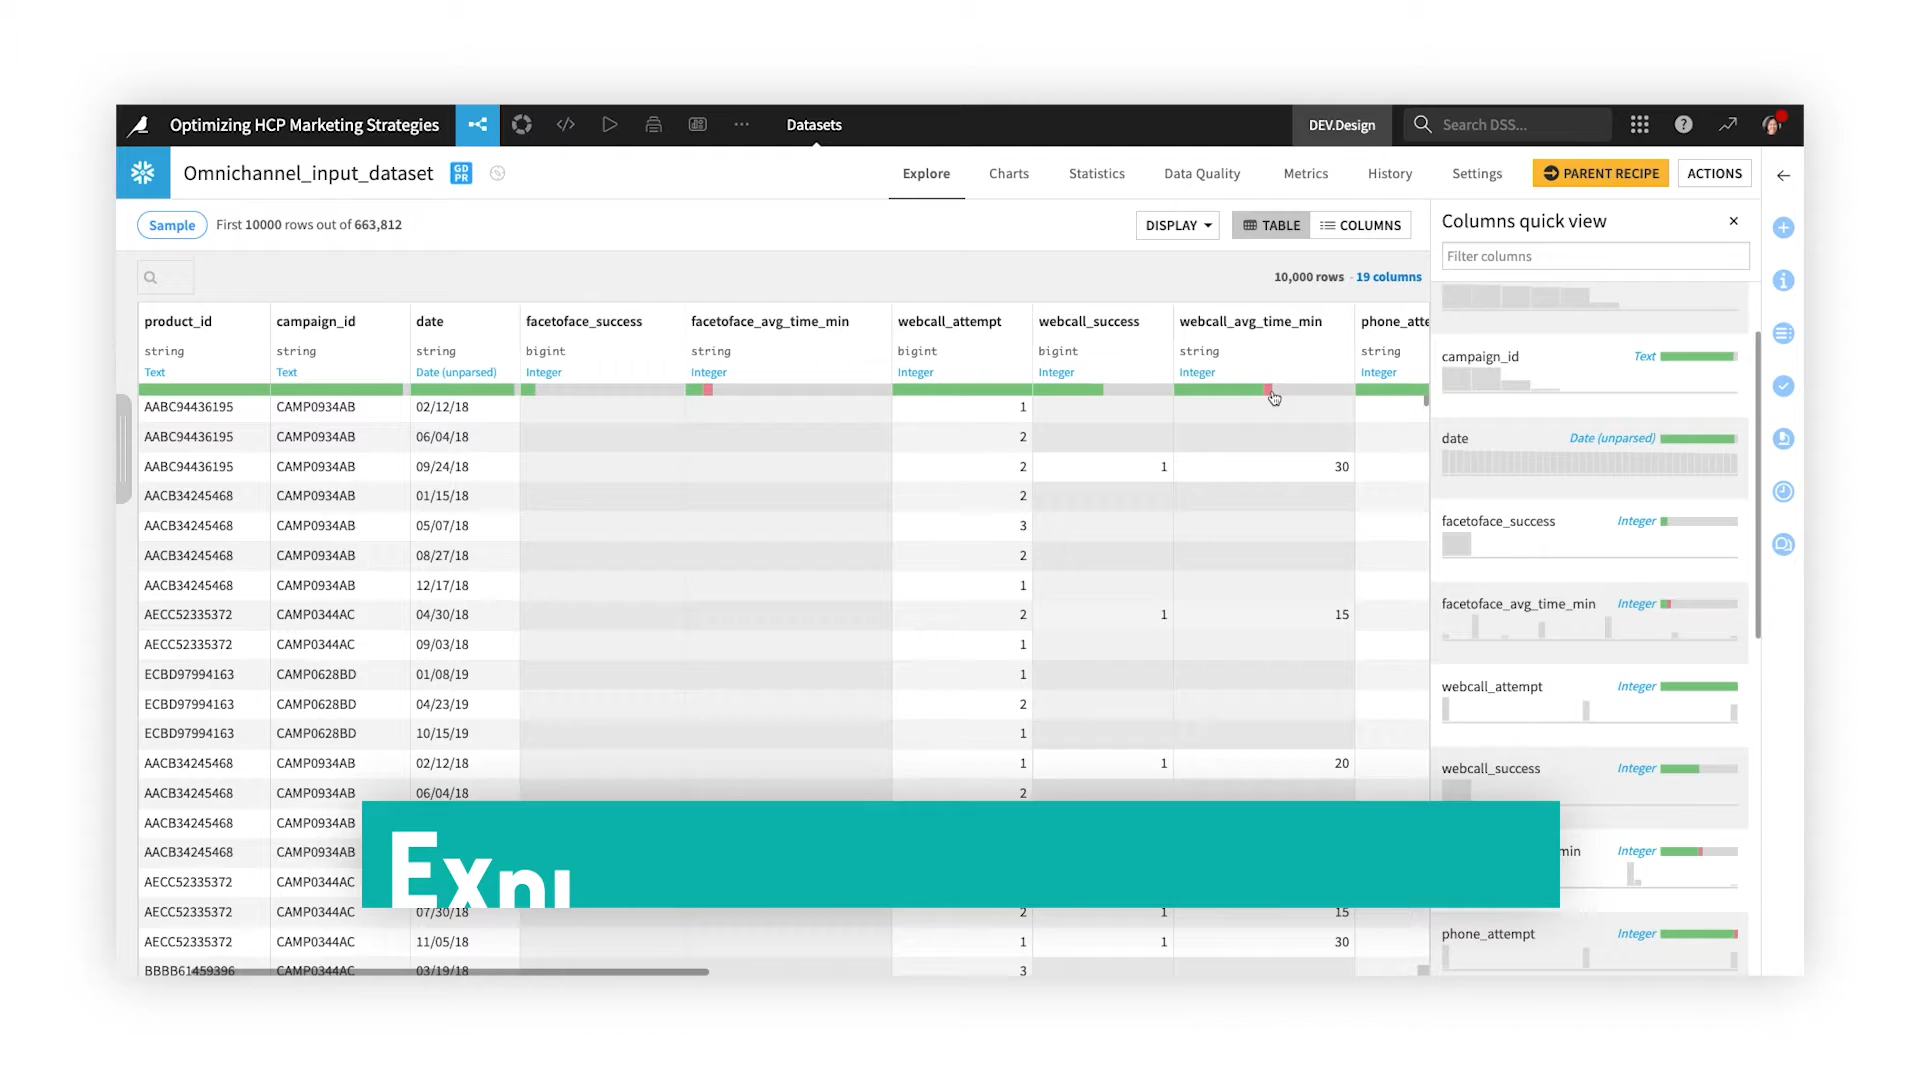 Optimizing HCP Marketing Strategies
Datasets
DEV.Design
Search DSS...
Omnichannel_input_dataset
GD
PR
Explore
Charts
Statistics
Data Quality
Metrics
History
Settings
PARENT RECIPE
ACTIONS
Sample
First 10000 rows out of 663,812
DISPLAY
TABLE
COLUMNS
Columns quick view
Filter columns
10,000 rows - 19 columns
product_id campaign_id date facetoface_success facetoface_avg_time_min webcall_attempt webcall_success webcall_avg_time_min phone_atte
string string string bigint string bigint bigint string string
Text Text Date (unparsed) Integer Integer Integer Integer Integer Integer
AABC94436195 CAMP0934AB 02/12/18 1
AABC94436195 CAMP0934AB 06/04/18 2
AABC94436195 CAMP0934AB 09/24/18 2 1 30
AACB34245468 CAMP0934AB 01/15/18 2
AACB34245468 CAMP0934AB 05/07/18 3
AACB34245468 CAMP0934AB 08/27/18 2
AACB34245468 CAMP0934AB 12/17/18 1
AECC52335372 CAMP0344AC 04/30/18 2 1 15
AECC52335372 CAMP0344AC 09/03/18 1
ECBD97994163 CAMP0628BD 01/08/19 1
ECBD97994163 CAMP0628BD 04/23/19 2
ECBD97994163 CAMP0628BD 10/15/19 1
AACB34245468 CAMP0934AB 02/12/18 1 1 20
AACB34245468 CAMP0934AB 06/04/18 2
AACB34245468 CAMP0934AB
AACB34245468 CAMP0934AB
AECC52335372 CAMP0344AC
AECC52335372 CAMP0344AC 07/30/18 2 1 15
AECC52335372 CAMP0344AC 11/05/18 1 1 30
BBBB61459396 CAMP0344AC 03/19/18 3
campaign_id Text
date Date (unparsed)
facetoface_success Integer
facetoface_avg_time_min Integer
webcall_attempt Integer
webcall_success Integer
min Integer
phone_attempt Integer